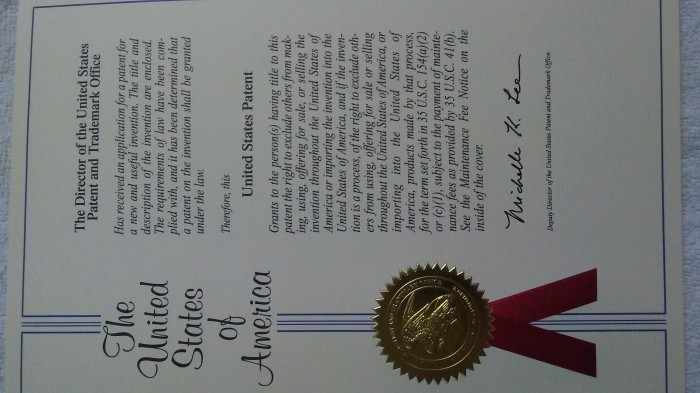 The
United
States
of
America
The Director of the United States
Patent and Trademark Office
Has received an application for a patent for
a new and useful invention. The title and
description of the invention are enclosed.
The requirements of law have been com-
plied with, and it has been determined that
a patent on the invention shall be granted
under the law.
Therefore, this
United States Patent
Grants to the person(s) having title to this
patent the right to exclude others from mak-
ing, using, offering for sale, or selling the
invention throughout the United States of
America or importing the invention into the
United States of America, and if the inven-
tion is a process, of the right to exclude oth-
ers from using, offering for sale or selling
throughout the United States of America, or
importing into the United States of
America, products made by that process,
for the term set forth in 35 U.S.C. 154(a)(2)
or (c)(1), subject to the payment of mainte-
nance fees as provided by 35 U.S.C. 41(b).
See the Maintenance Fee Notice on the
inside of the cover.
Michelle K. Lee
Deputy Director of the United States Patent and Trademark Office